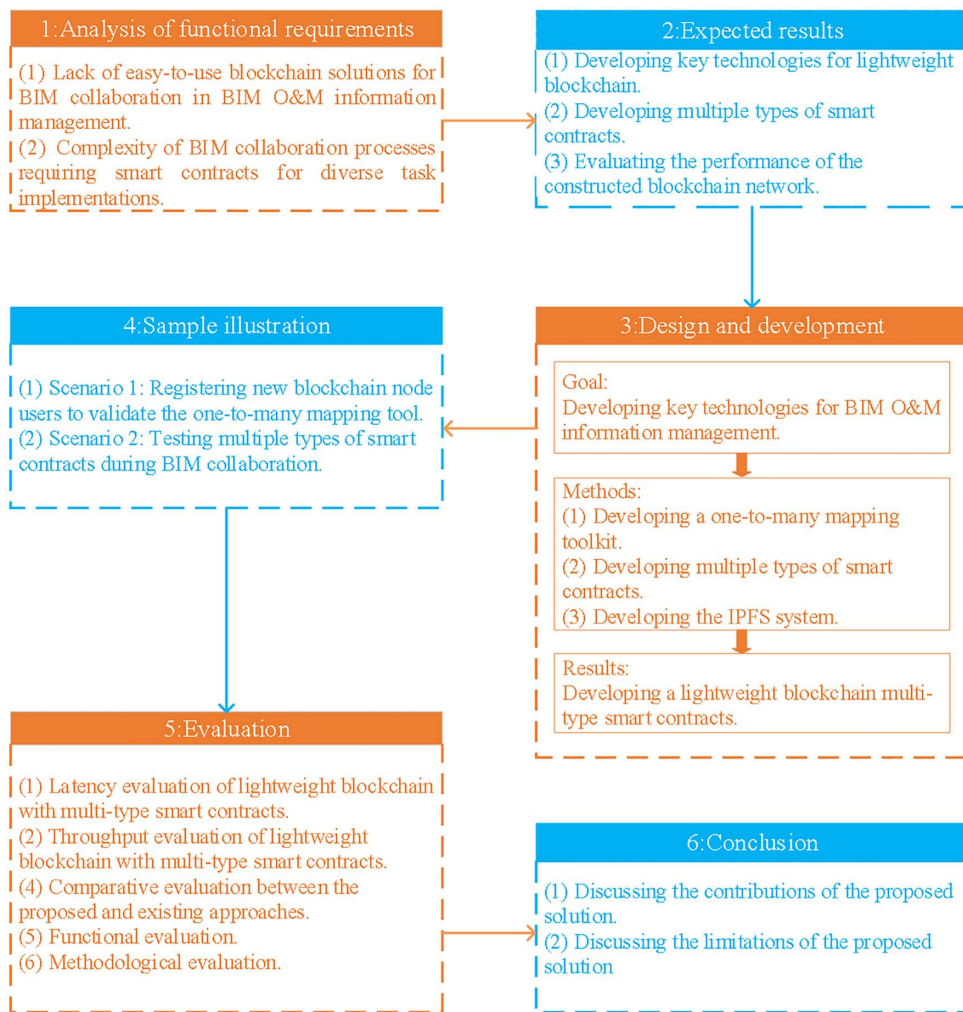 1:Analysis of functional requirements
(1) Lack of easy-to-use blockchain solutions for
BIM collaboration in BIM O&M information
management.
(2) Complexity of BIM collaboration processes
requiring smart contracts for diverse task
implementations.
2:Expected results
(1) Developing key technologies for lightweight
blockchain.
(2) Developing multiple types of smart
contracts.
(3) Evaluating the performance of the
constructed blockchain network.
3:Design and development
Goal:
Developing key technologies for BIM O&M
information management.
Methods:
(1) Developing a one-to-many mapping
toolkit.
(2) Developing multiple types of smart
contracts.
(3) Developing the IPFS system.
Results:
Developing a lightweight blockchain multi-
type smart contracts.
4:Sample illustration
(1) Scenario 1: Registering new blockchain node
users to validate the one-to-many mapping tool.
(2) Scenario 2: Testing multiple types of smart
contracts during BIM collaboration.
5:Evaluation
(1) Latency evaluation of lightweight blockchain
with multi-type smart contracts.
(2) Throughput evaluation of lightweight
blockchain with multi-type smart contracts.
(4) Comparative evaluation between the
proposed and existing approaches.
(5) Functional evaluation.
(6) Methodological evaluation.
6:Conclusion
(1) Discussing the contributions of the proposed
solution.
(2) Discussing the limitations of the proposed
solution